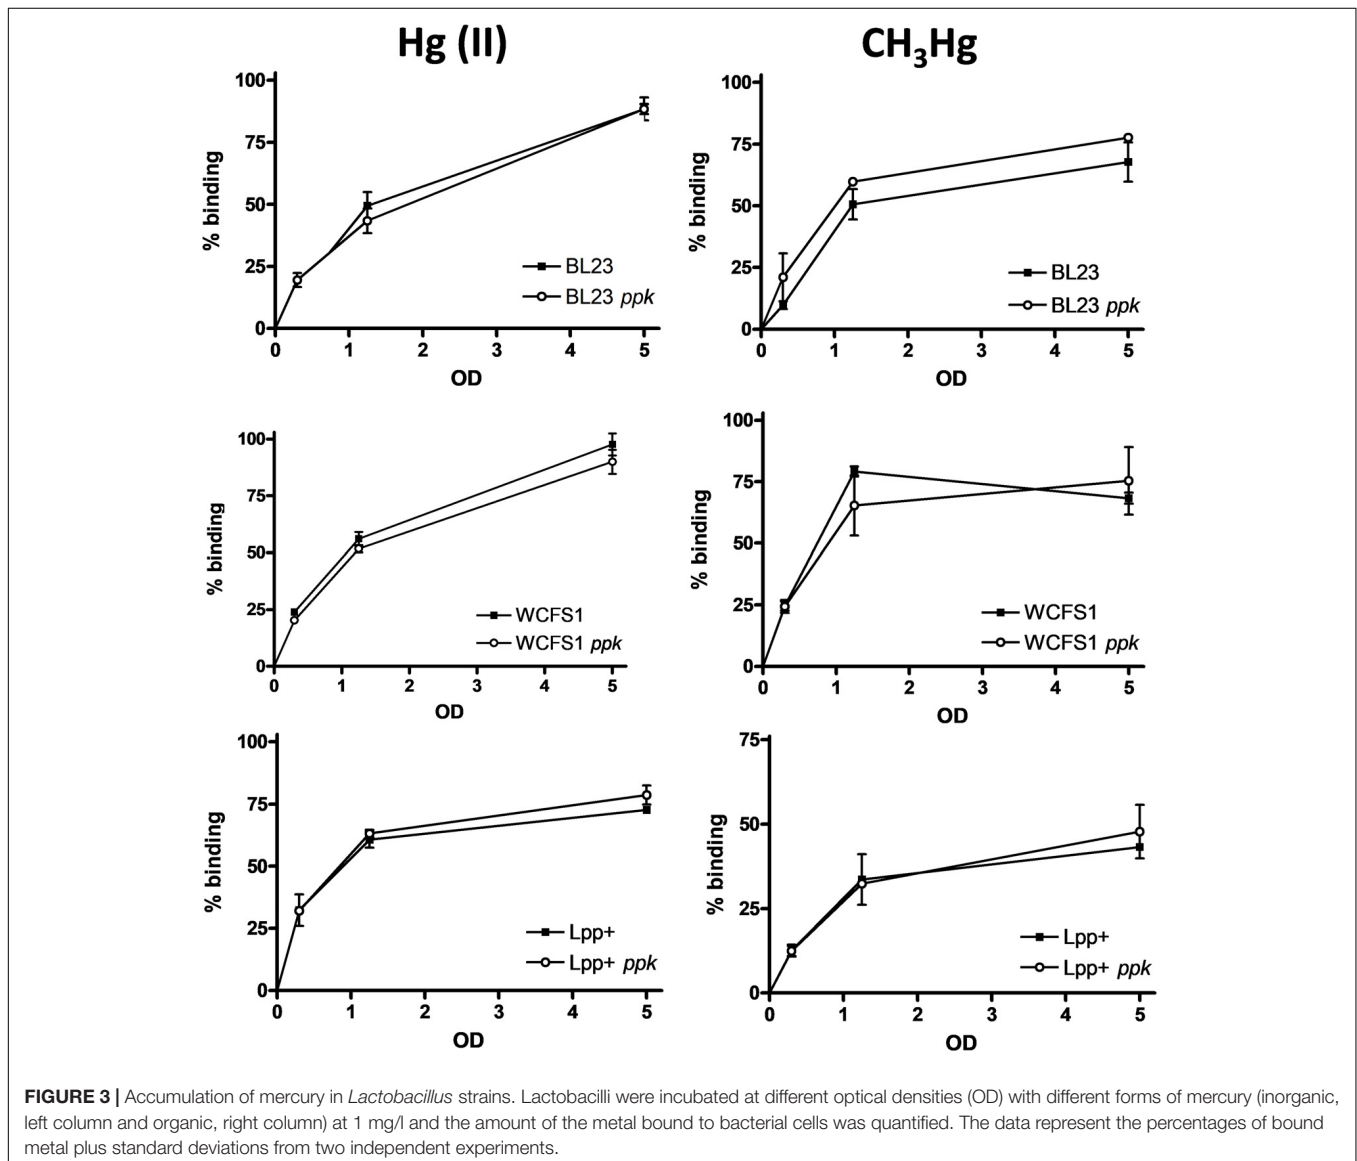 Hg (II)
CH₃Hg
100
75
50
25
0
% binding
BL23
BL23 ppk
0 1 2 3 4 5
OD
100
75
50
25
0
% binding
BL23
BL23 ppk
0 1 2 3 4 5
OD
100
75
50
25
0
% binding
WCFS1
WCFS1 ppk
0 1 2 3 4 5
OD
100
75
50
25
0
% binding
WCFS1
WCFS1 ppk
0 1 2 3 4 5
OD
100
75
50
25
0
% binding
Lpp+
Lpp+ ppk
0 1 2 3 4 5
OD
75
50
25
0
% binding
Lpp+
Lpp+ ppk
0 1 2 3 4 5
OD
FIGURE 3 | Accumulation of mercury in Lactobacillus strains. Lactobacilli were incubated at different optical densities (OD) with different forms of mercury (inorganic,
left column and organic, right column) at 1 mg/l and the amount of the metal bound to bacterial cells was quantified. The data represent the percentages of bound
metal plus standard deviations from two independent experiments.